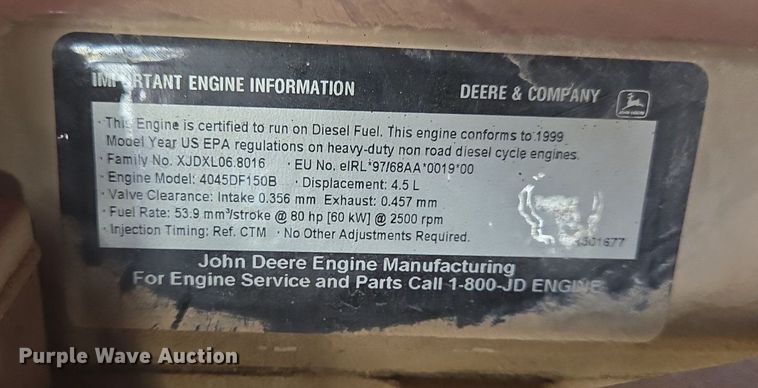 IMPORTANT ENGINE INFORMATION DEERE & COMPANY
JOHN DEERE
· This Engine is certified to run on Diesel Fuel. This engine conforms to 1999
Model Year US EPA regulations on heavy-duty non road diesel cycle engines.
· Family No. XJDXL06.8016 · EU No. eIRL*97/68AA*0019*00
· Engine Model: 4045DF150B · Displacement: 4.5 L
· Valve Clearance: Intake 0.356 mm Exhaust: 0.457 mm
· Fuel Rate: 53.9 mm³/stroke @ 80 hp [60 kW] @ 2500 rpm
· Injection Timing: Ref. CTM · No Other Adjustments Required.
John Deere Engine Manufacturing
For Engine Service and Parts Call 1-800-JD ENGINE
Purple Wave Auction